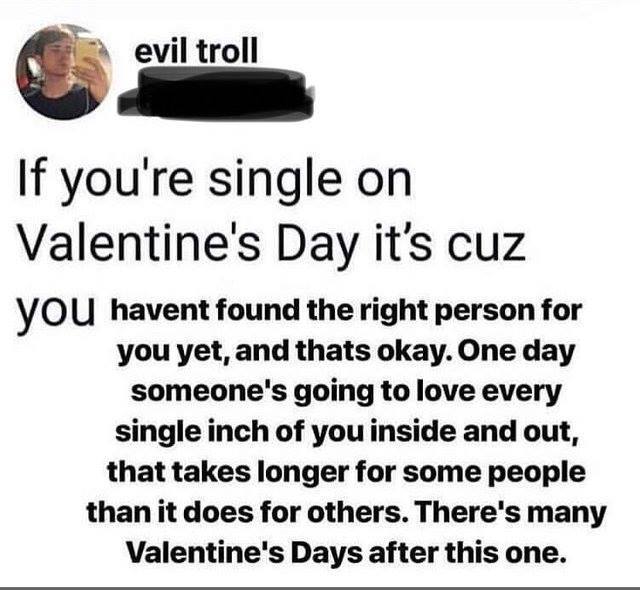 evil troll
If you're single on
Valentine's Day it's cuz
you havent found the right person for
you yet, and thats okay. One day
someone's going to love every
single inch of you inside and out,
that takes longer for some people
than it does for others. There's many
Valentine's Days after this one.